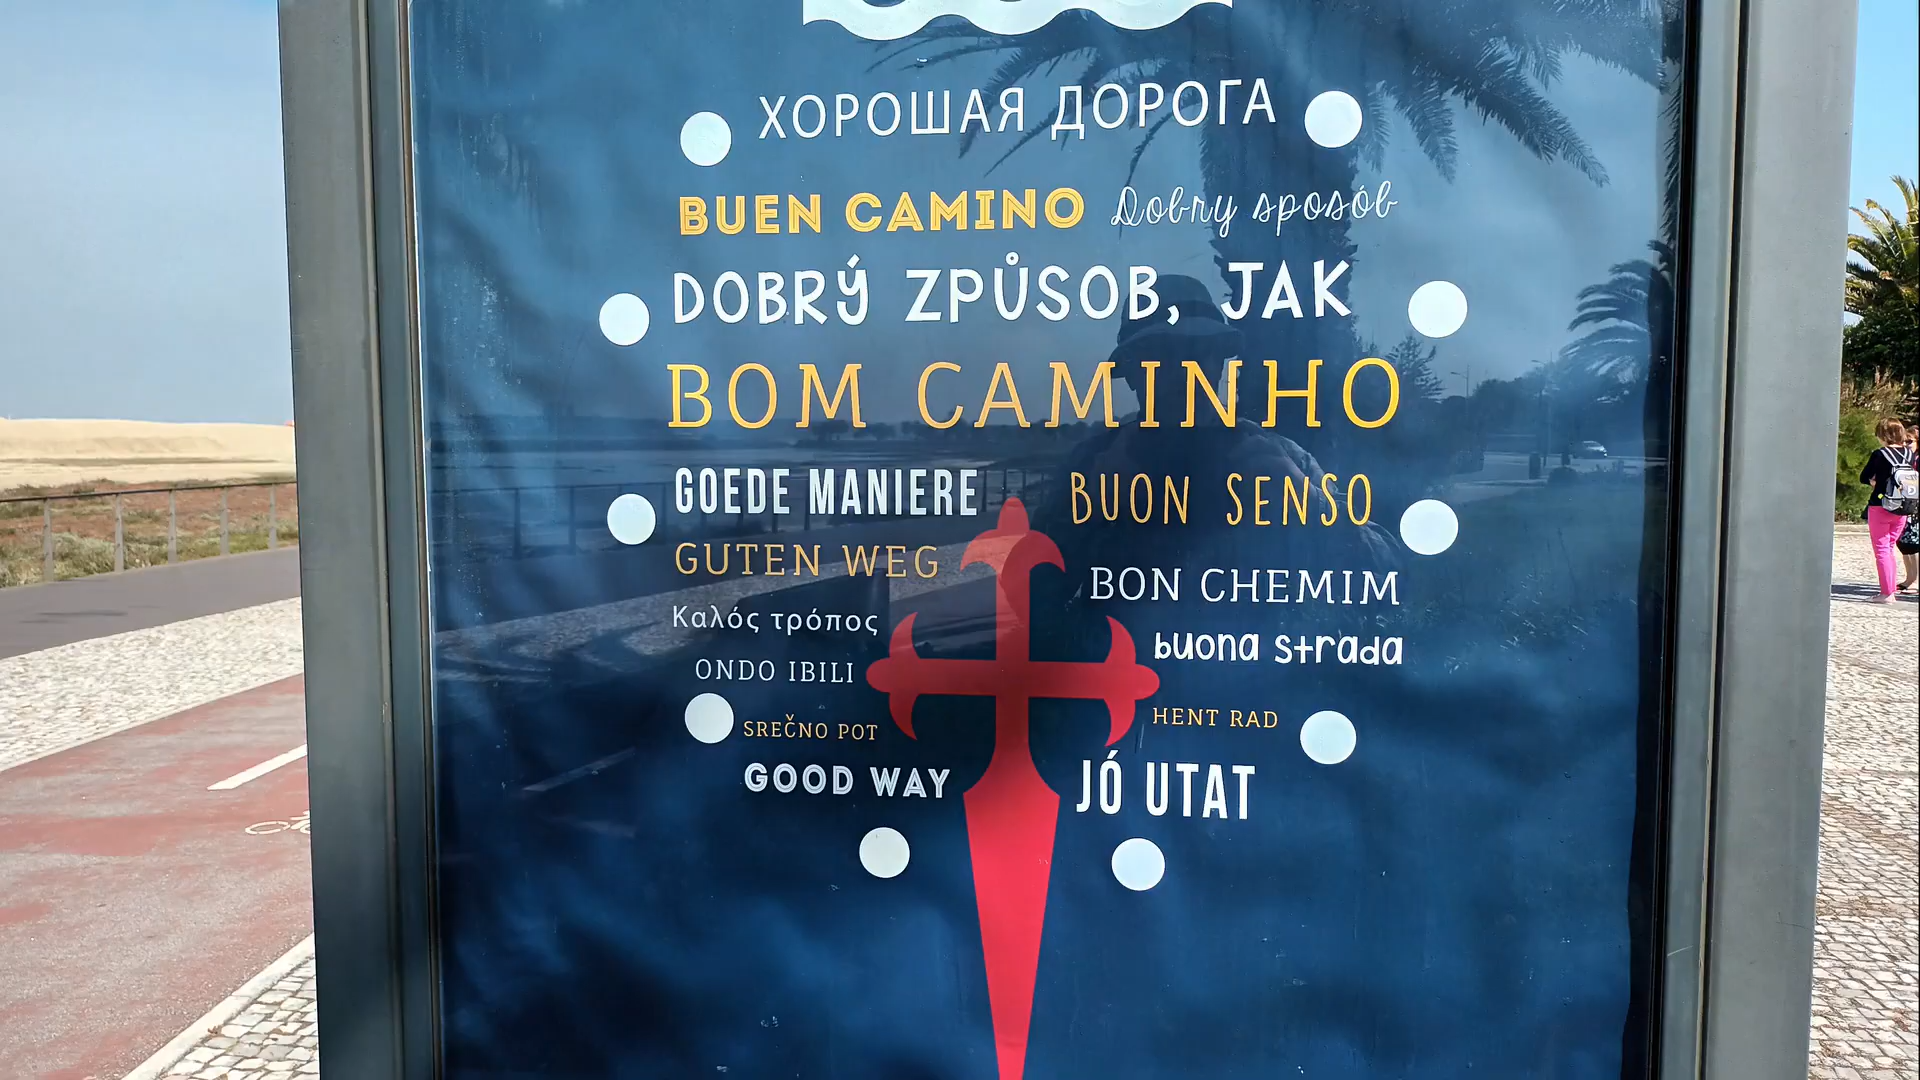 ХОРОШАЯ ДОРОГА
BUEN CAMINO Dobry sposób
DOBRÝ ZPŮSOB, JAK
BOM CAMINHO
GOEDE MANIERE BUON SENSO
GUTEN WEG BON CHEMIM
Καλός τρόπος buona strada
ONDO IBILI
SREČNO POT HENT RAD
GOOD WAY JÓ UTAT